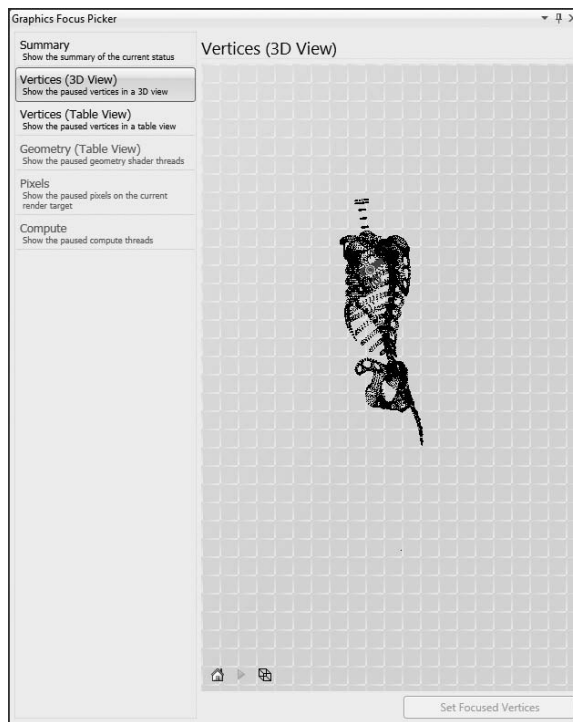 Graphics Focus Picker
Summary
Show the summary of the current status
Vertices (3D View)
Show the paused vertices in a 3D view
Vertices (Table View)
Show the paused vertices in a table view
Geometry (Table View)
Show the paused geometry shader threads
Pixels
Show the paused pixels on the current
render target
Compute
Show the paused compute threads
Vertices (3D View)
Set Focused Vertices